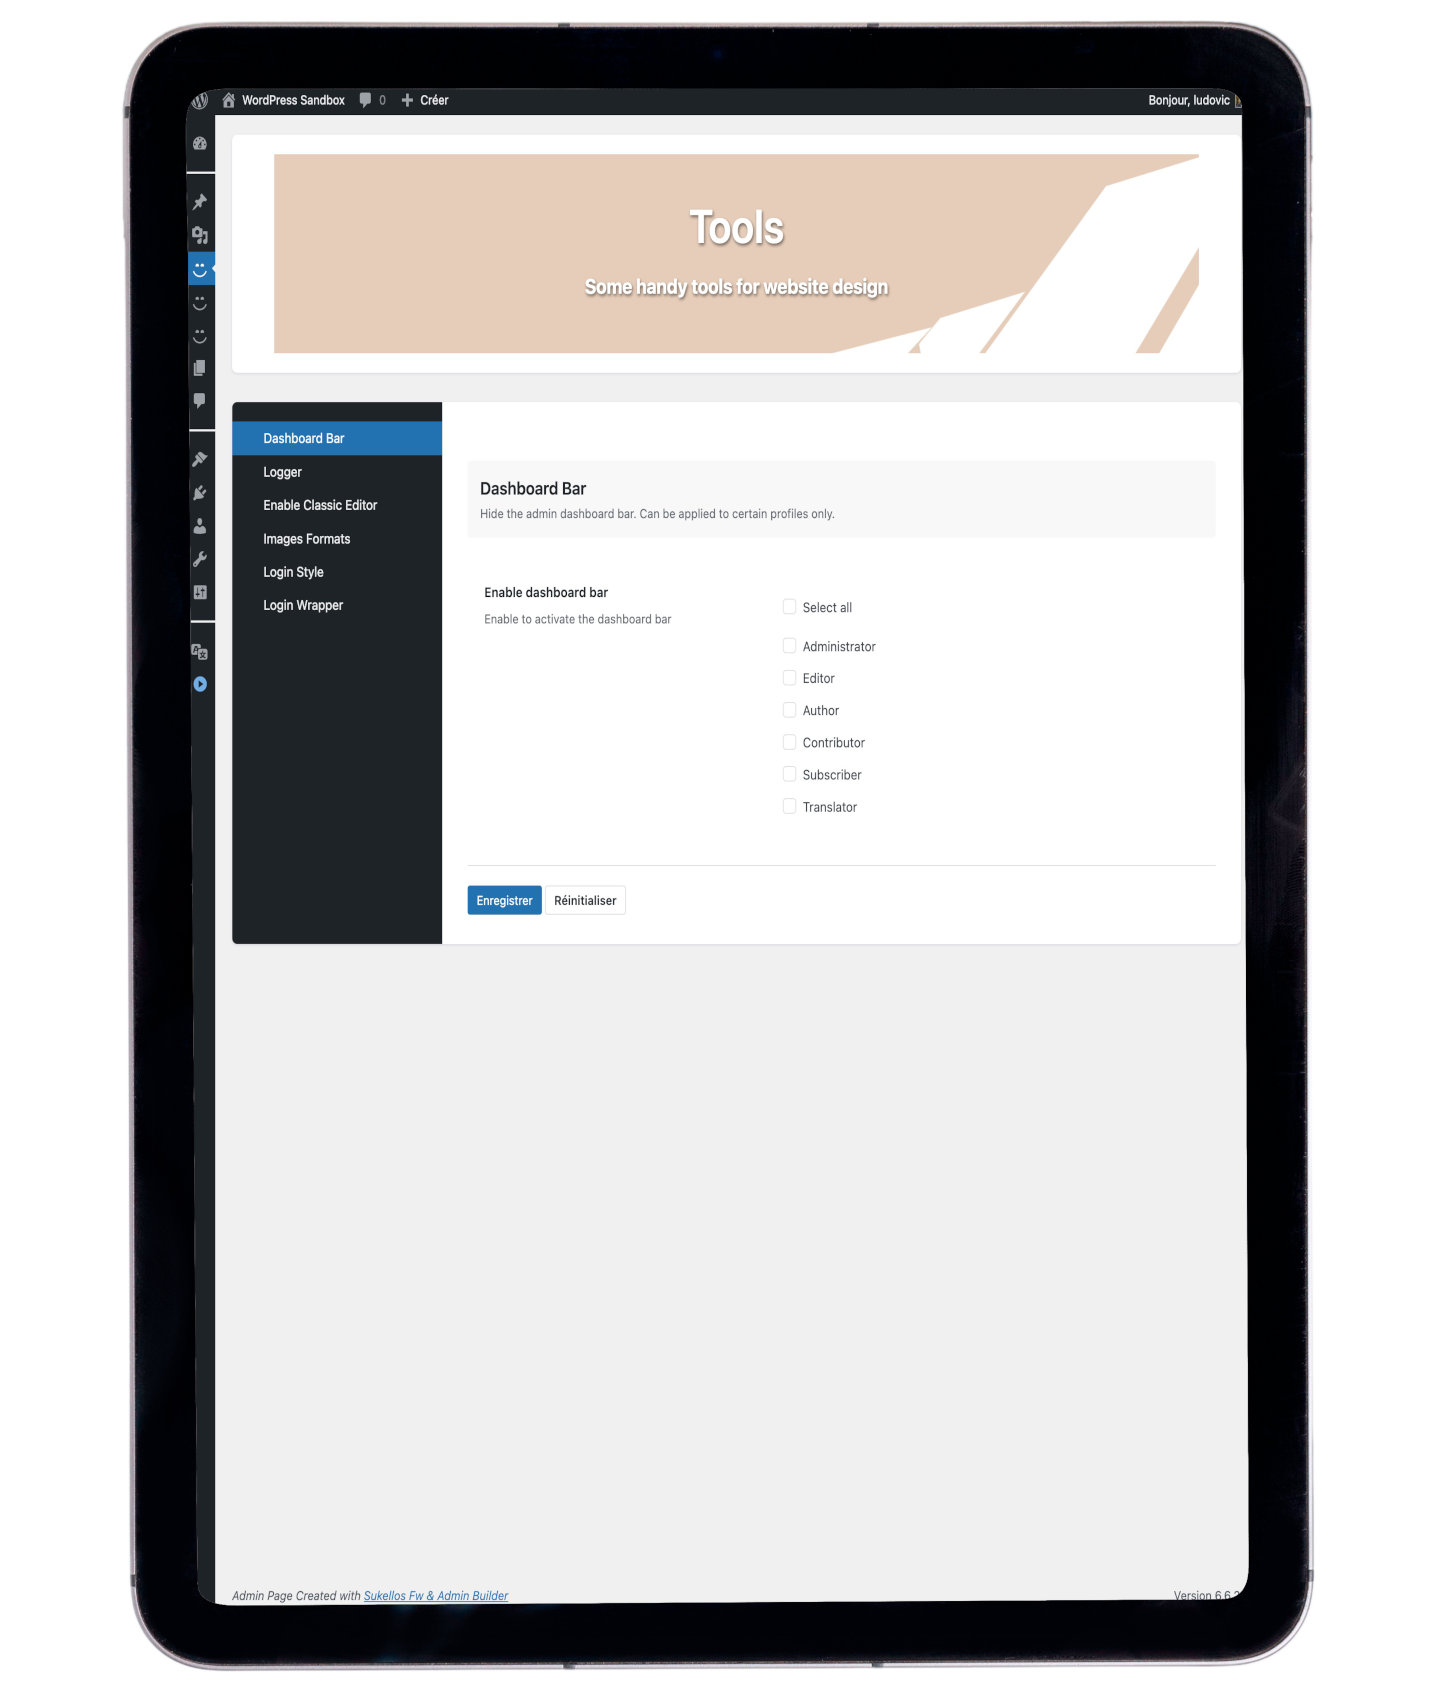 WordPress Sandbox 0 Créer Bonjour, ludovic
Tools
Some handy tools for website design
Dashboard Bar
Logger
Enable Classic Editor
Images Formats
Login Style
Login Wrapper
Dashboard Bar
Hide the admin dashboard bar. Can be applied to certain profiles only.
Enable dashboard bar
Enable to activate the dashboard bar
Select all
Administrator
Editor
Author
Contributor
Subscriber
Translator
Enregistrer Réinitialiser
Admin Page Created with Sukellos Fw & Admin Builder
Version